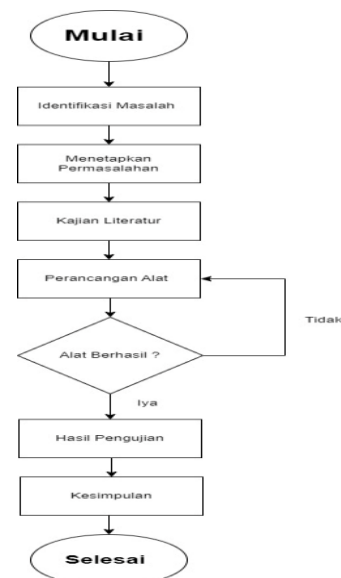 Mulai
Identifikasi Masalah
Menetapkan
Permasalahan
Kajian Literatur
Perancangan Alat
Tidak
Alat Berhasil ?
Iya
Hasil Pengujian
Kesimpulan
Selesai